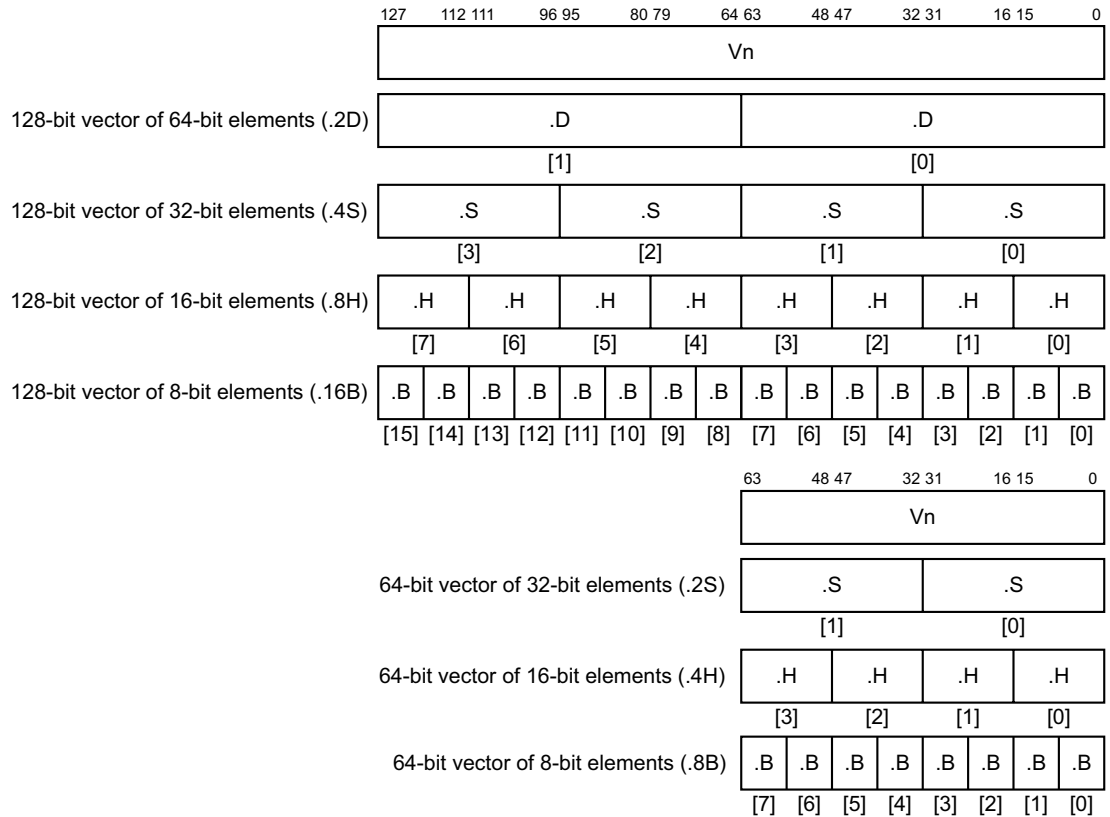 127 112 111 96 95 80 79 64 63 48 47 32 31 16 15 0
Vn
128-bit vector of 64-bit elements (.2D) .D .D
[1] [0]
128-bit vector of 32-bit elements (.4S) .S .S .S .S
[3] [2] [1] [0]
128-bit vector of 16-bit elements (.8H) .H .H .H .H .H .H .H .H
[7] [6] [5] [4] [3] [2] [1] [0]
128-bit vector of 8-bit elements (.16B) .B .B .B .B .B .B .B .B .B .B .B .B .B .B .B .B
[15] [14] [13] [12] [11] [10] [9] [8] [7] [6] [5] [4] [3] [2] [1] [0]
63 48 47 32 31 16 15 0
Vn
64-bit vector of 32-bit elements (.2S) .S .S
[1] [0]
64-bit vector of 16-bit elements (.4H) .H .H .H .H
[3] [2] [1] [0]
64-bit vector of 8-bit elements (.8B) .B .B .B .B .B .B .B .B
[7] [6] [5] [4] [3] [2] [1] [0]